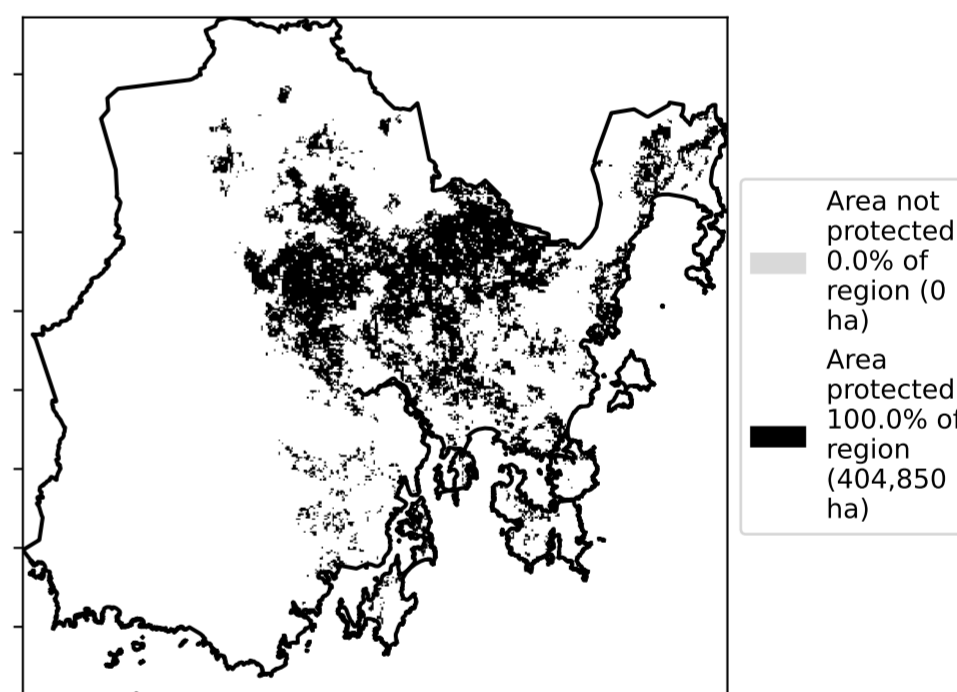 Area not
protected
0.0% of
region (0
ha)
Area
protected
100.0% of
region
(404,850
ha)